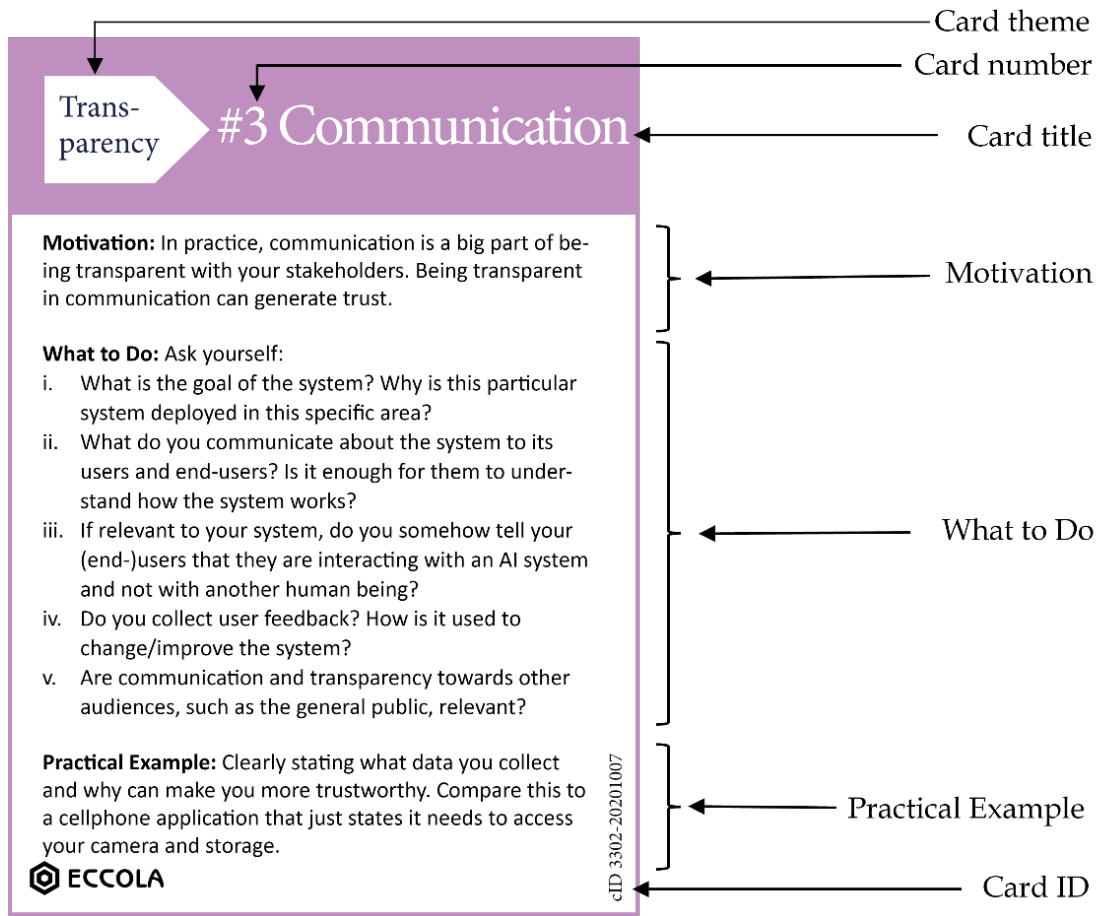 Card theme
Card number
Trans-
parency
#3 Communication
Card title
Motivation: In practice, communication is a big part of be-
ing transparent with your stakeholders. Being transparent
in communication can generate trust.
Motivation
What to Do: Ask yourself:
i. What is the goal of the system? Why is this particular
system deployed in this specific area?
ii. What do you communicate about the system to its
users and end-users? Is it enough for them to under-
stand how the system works?
iii. If relevant to your system, do you somehow tell your
(end-)users that they are interacting with an AI system
and not with another human being?
iv. Do you collect user feedback? How is it used to
change/improve the system?
v. Are communication and transparency towards other
audiences, such as the general public, relevant?
What to Do
Practical Example: Clearly stating what data you collect
and why can make you more trustworthy. Compare this to
a cellphone application that just states it needs to access
your camera and storage.
Practical Example
ECCOLA
cID 3302-20201007
Card ID